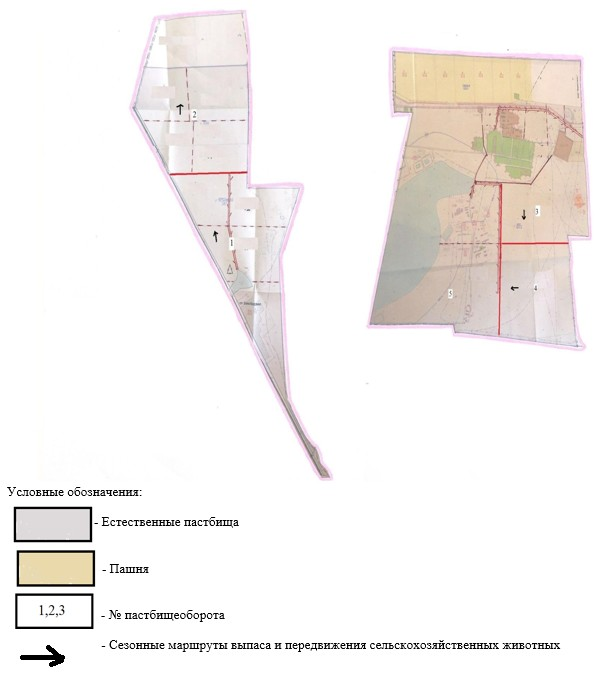 2
1
3
4
5
Условные обозначения:
- Естественные пастбища
- Пашня
1,2,3
- № пастбищеоборота
- Сезонные маршруты выпаса и передвижения сельскохозяйственных животных